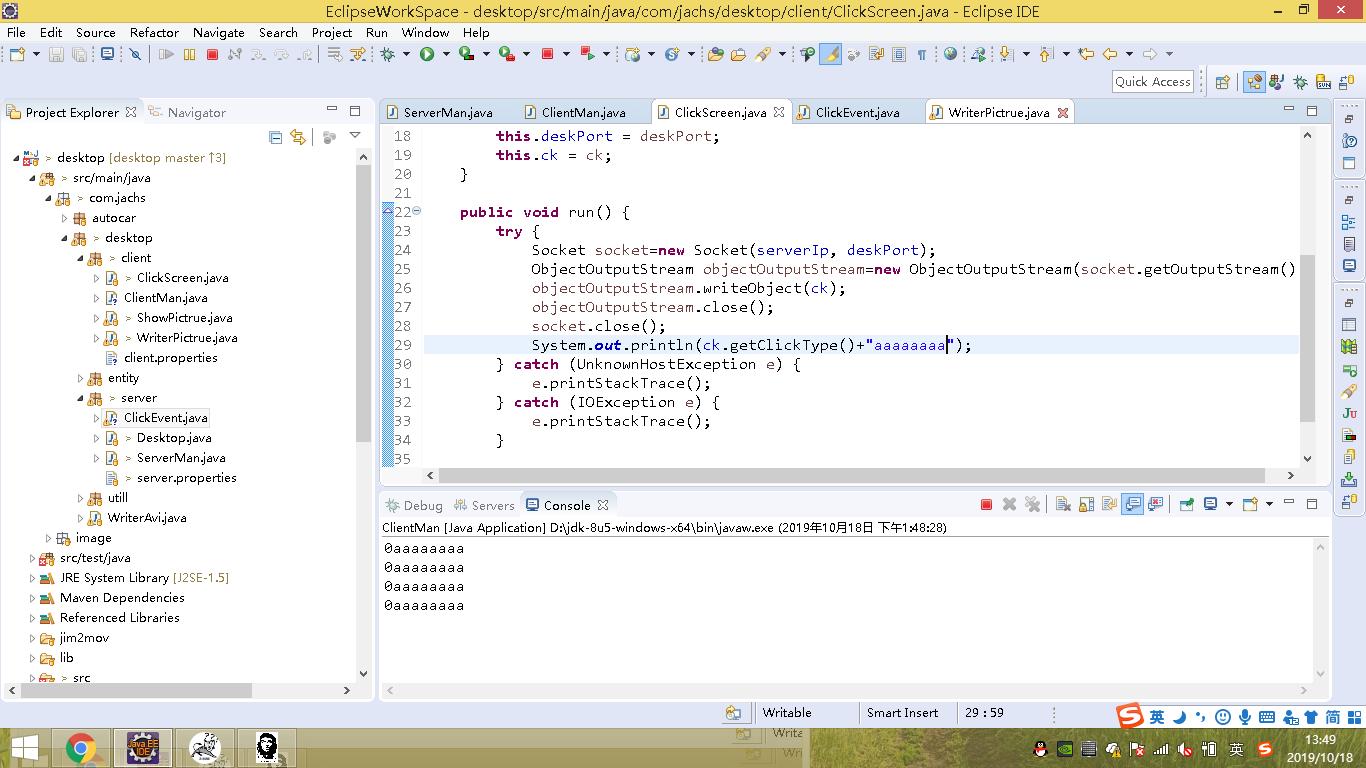 EclipseWorkSpace - desktop/src/main/java/com/jachs/desktop/client/ClickScreen.java - Eclipse IDE
File Edit Source Refactor Navigate Search Project Run Window Help
Quick Access
Project Explorer Navigator
> desktop [desktop master ↑3]
> src/main/java
> com.jachs
autocar
> desktop
> client
> ClickScreen.java
ClientMan.java
> ShowPictrue.java
> WriterPictrue.java
client.properties
entity
> server
ClickEvent.java
> Desktop.java
> ServerMan.java
> server.properties
utill
WriterAvi.java
image
src/test/java
JRE System Library [J2SE-1.5]
Maven Dependencies
Referenced Libraries
jim2mov
lib
> src
ServerMan.java ClientMan.java ClickScreen.java ClickEvent.java WriterPictrue.java
18 this.deskPort = deskPort;
19 this.ck = ck;
20 }
21
22 public void run() {
23 try {
24 Socket socket=new Socket(serverIp, deskPort);
25 ObjectOutputStream objectOutputStream=new ObjectOutputStream(socket.getOutputStream()
26 objectOutputStream.writeObject(ck);
27 objectOutputStream.close();
28 socket.close();
29 System.out.println(ck.getClickType()+"aaaaaaaa");
30 } catch (UnknownHostException e) {
31 e.printStackTrace();
32 } catch (IOException e) {
33 e.printStackTrace();
34 }
35
Debug Servers Console
ClientMan [Java Application] D:\jdk-8u5-windows-x64\bin\javaw.exe (2019年10月18日 下午1:48:28)
0aaaaaaaa
0aaaaaaaa
0aaaaaaaa
0aaaaaaaa
Writable Smart Insert 29 : 59
英 简
Java EE
IDE
英
13:49
2019/10/18